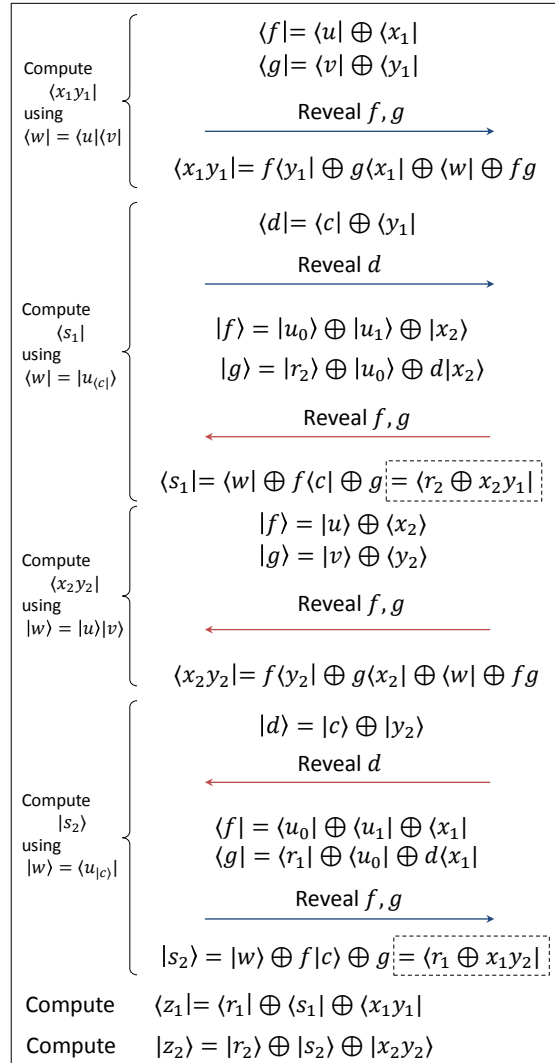 Compute
⟨x₁y₁|
using
⟨w| = ⟨u|⟨v|
⟨f|= ⟨u| ⊕ ⟨x₁|
⟨g|= ⟨v| ⊕ ⟨y₁|
Reveal f, g
⟨x₁y₁|= f⟨y₁| ⊕ g⟨x₁| ⊕ ⟨w| ⊕ fg
Compute
⟨s₁|
using
⟨w| = |u_⟨c|⟩
⟨d|= ⟨c| ⊕ ⟨y₁|
Reveal d
|f⟩ = |u₀⟩ ⊕ |u₁⟩ ⊕ |x₂⟩
|g⟩ = |r₂⟩ ⊕ |u₀⟩ ⊕ d|x₂⟩
Reveal f, g
⟨s₁|= ⟨w| ⊕ f⟨c| ⊕ g = ⟨r₂ ⊕ x₂y₁|
Compute
⟨x₂y₂|
using
|w⟩ = |u⟩|v⟩
|f⟩ = |u⟩ ⊕ ⟨x₂⟩
|g⟩ = |v⟩ ⊕ ⟨y₂⟩
Reveal f, g
⟨x₂y₂|= f⟨y₂| ⊕ g⟨x₂| ⊕ ⟨w| ⊕ fg
Compute
|s₂⟩
using
|w⟩ = ⟨u_|c⟩|
|d⟩ = |c⟩ ⊕ |y₂⟩
Reveal d
⟨f| = ⟨u₀| ⊕ ⟨u₁| ⊕ ⟨x₁|
⟨g| = ⟨r₁| ⊕ ⟨u₀| ⊕ d⟨x₁|
Reveal f, g
|s₂⟩ = |w⟩ ⊕ f|c⟩ ⊕ g = ⟨r₁ ⊕ x₁y₂|
Compute ⟨z₁|= ⟨r₁| ⊕ ⟨s₁| ⊕ ⟨x₁y₁|
Compute |z₂⟩ = |r₂⟩ ⊕ |s₂⟩ ⊕ |x₂y₂⟩